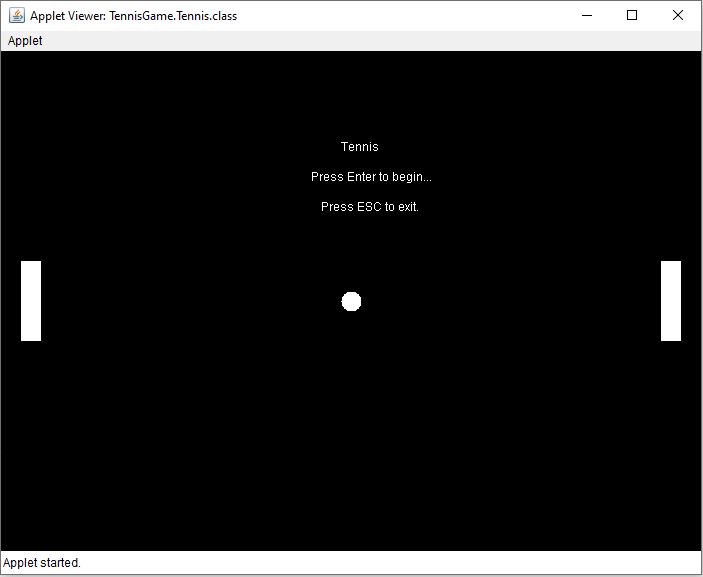 Applet Viewer: TennisGame.Tennis.class
Applet
Tennis
Press Enter to begin...
Press ESC to exit.
Applet started.